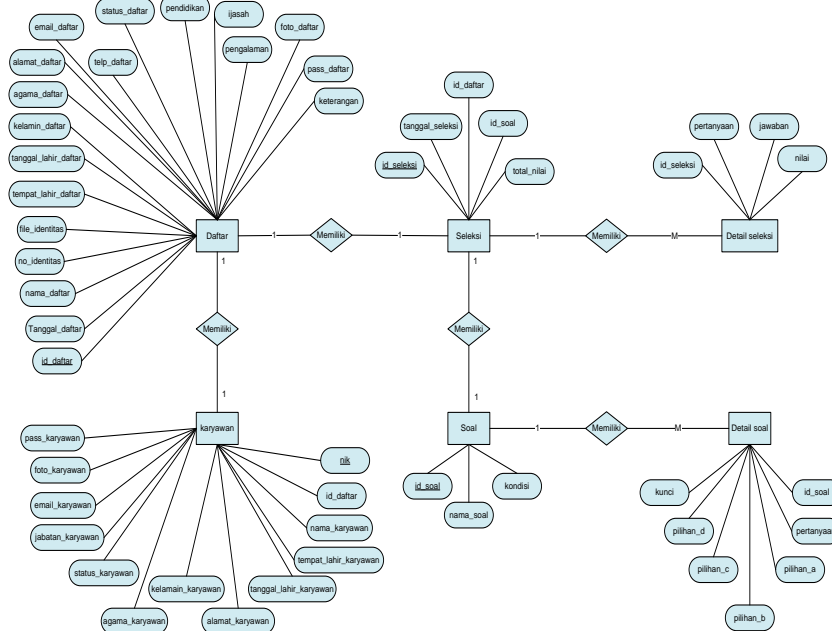 status_daftar
pendidikan
ijasah
email_daftar
foto_daftar
pengalaman
alamat_daftar
telp_daftar
pass_daftar
agama_daftar
keterangan
kelamin_daftar
tanggal_lahir_daftar
tempat_lahir_daftar
file_identitas
no_identitas
nama_daftar
Tanggal_daftar
id_daftar
Daftar
1
Memiliki
1
id_daftar
tanggal_seleksi
id_soal
id_seleksi
total_nilai
Seleksi
1
Memiliki
M
pertanyaan
jawaban
id_seleksi
nilai
Detail seleksi
1
Memiliki
1
1
Memiliki
1
karyawan
pass_karyawan
foto_karyawan
email_karyawan
jabatan_karyawan
status_karyawan
agama_karyawan
kelamain_karyawan
alamat_karyawan
tanggal_lahir_karyawan
tempat_lahir_karyawan
nama_karyawan
id_daftar
nik
Soal
1
Memiliki
M
id_soal
nama_soal
kondisi
Detail soal
kunci
pilihan_d
pilihan_c
pilihan_b
pilihan_a
pertanyaan
id_soal